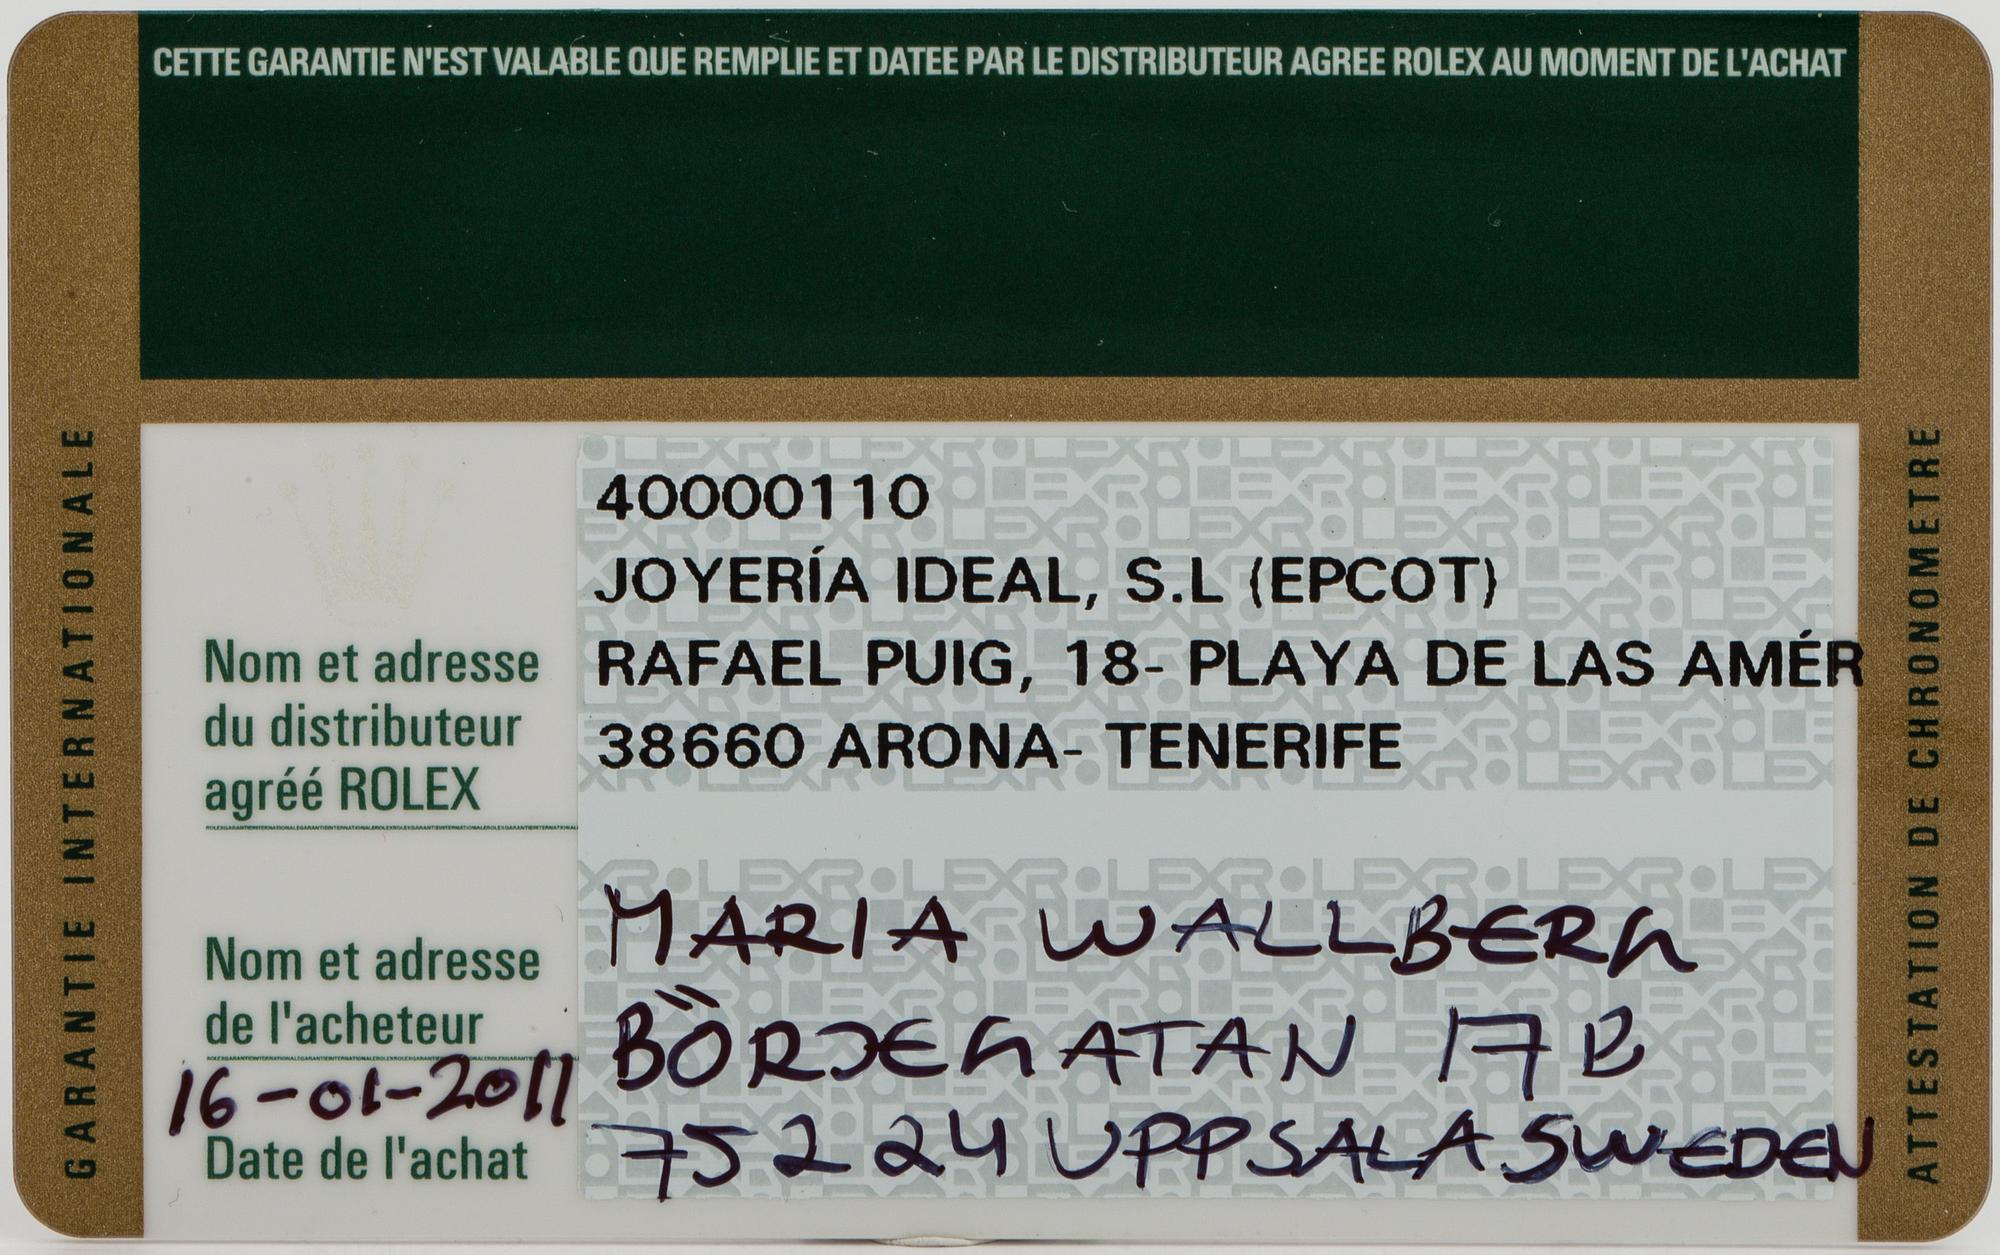 CETTE GARANTIE N'EST VALABLE QUE REMPLIE ET DATEE PAR LE DISTRIBUTEUR AGREE ROLEX AU MOMENT DE L'ACHAT
GARANTIE INTERNATIONALE
40000110
JOYERÍA IDEAL, S.L (EPCOT)
RAFAEL PUIG, 18- PLAYA DE LAS AMÉR
38660 ARONA- TENERIFE
Nom et adresse
du distributeur
agréé ROLEX
MARIA WALLBERG
BÖRJEGATAN 17B
75224 UPPSALA SWEDEN
Nom et adresse
de l'acheteur
16-01-2011
Date de l'achat
ATTESTATION DE CHRONOMETRE